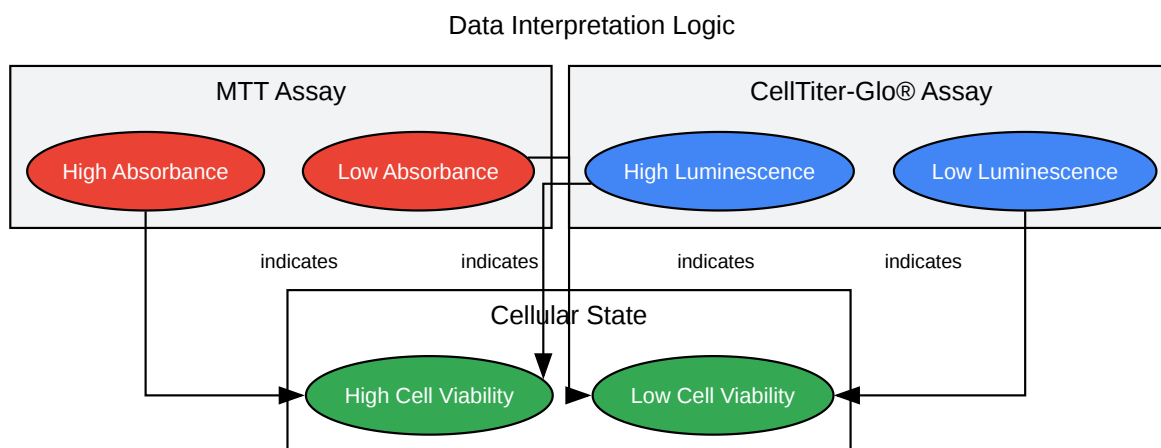 Data Interpretation Logic
MTT Assay
CellTiter-Glo® Assay
High Absorbance
Low Absorbance
High Luminescence
Low Luminescence
indicates
indicates
indicates
indicates
Cellular State
High Cell Viability
Low Cell Viability